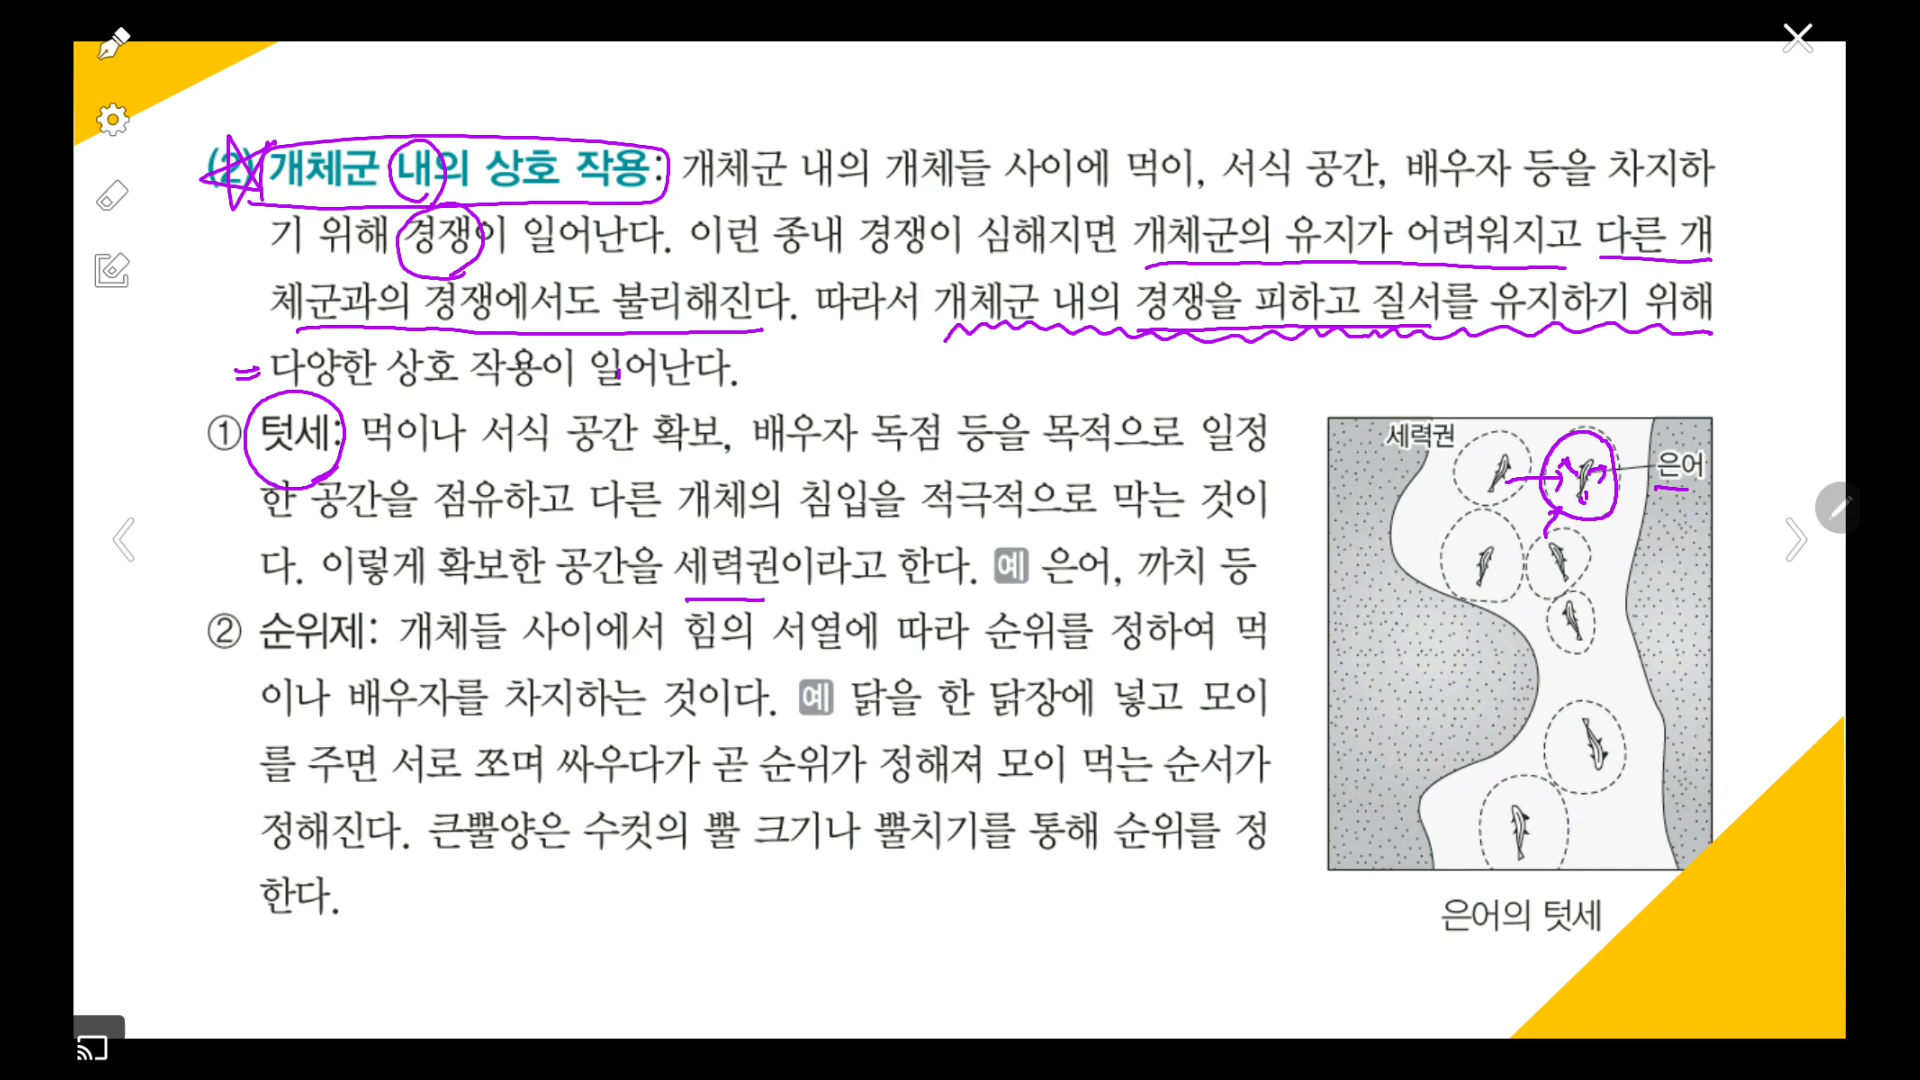 (2) 개체군 내의 상호 작용: 개체군 내의 개체들 사이에 먹이, 서식 공간, 배우자 등을 차지하
기 위해 경쟁이 일어난다. 이런 종내 경쟁이 심해지면 개체군의 유지가 어려워지고 다른 개
체군과의 경쟁에서도 불리해진다. 따라서 개체군 내의 경쟁을 피하고 질서를 유지하기 위해
다양한 상호 작용이 일어난다.
① 텃세: 먹이나 서식 공간 확보, 배우자 독점 등을 목적으로 일정
한 공간을 점유하고 다른 개체의 침입을 적극적으로 막는 것이
다. 이렇게 확보한 공간을 세력권이라고 한다. 예 은어, 까치 등
② 순위제: 개체들 사이에서 힘의 서열에 따라 순위를 정하여 먹
이나 배우자를 차지하는 것이다. 예 닭을 한 닭장에 넣고 모이
를 주면 서로 쪼며 싸우다가 곧 순위가 정해져 모이 먹는 순서가
정해진다. 큰뿔양은 수컷의 뿔 크기나 뿔치기를 통해 순위를 정
한다.
세력권
은어
은어의 텃세